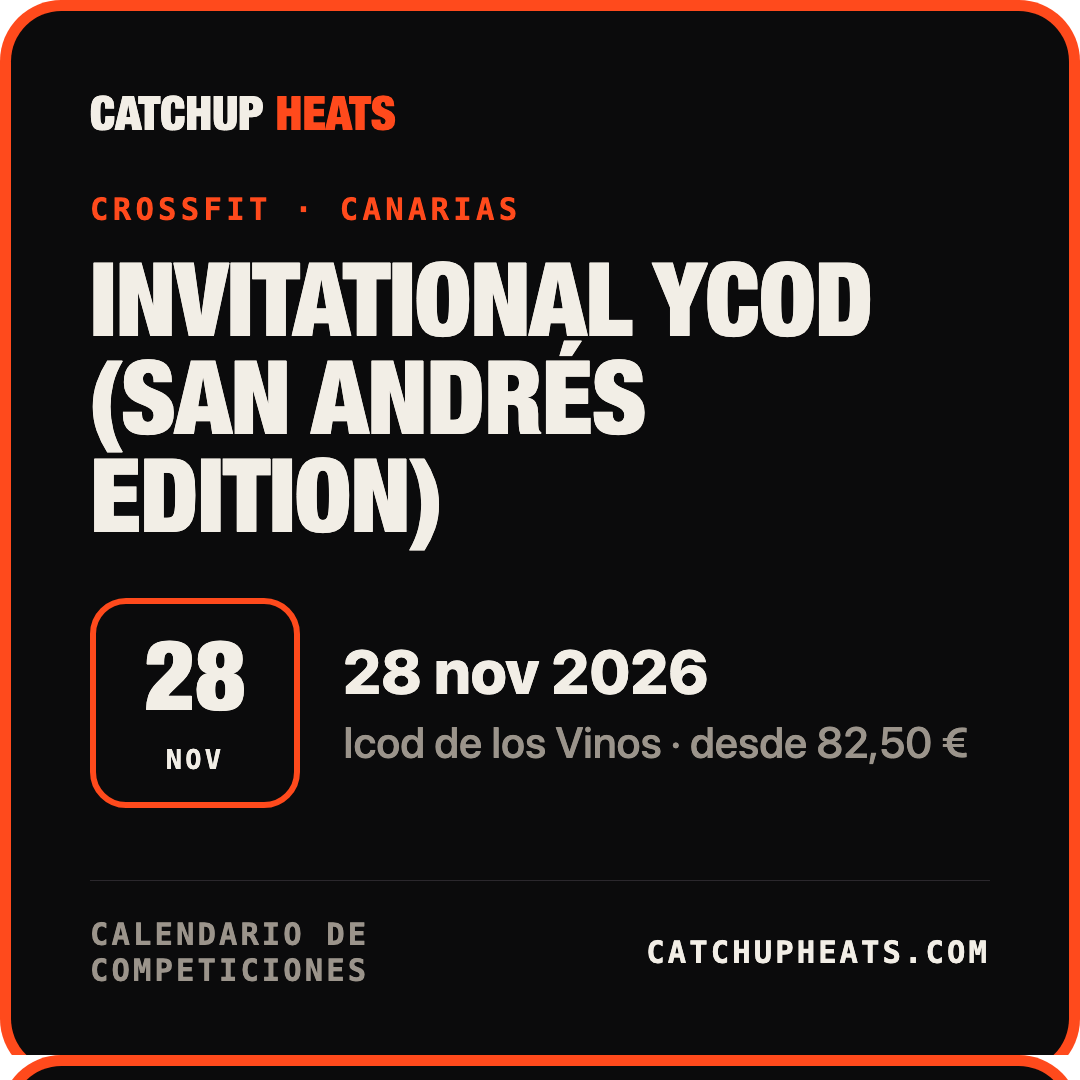 CATCHUP HEATS
CROSSFIT · CANARIAS
INVITATIONAL YCOD
(SAN ANDRÉS
EDITION)
28
NOV
28 nov 2026
Icod de los Vinos · desde 82,50 €
CALENDARIO DE
COMPETICIONES
CATCHUPHEATS.COM